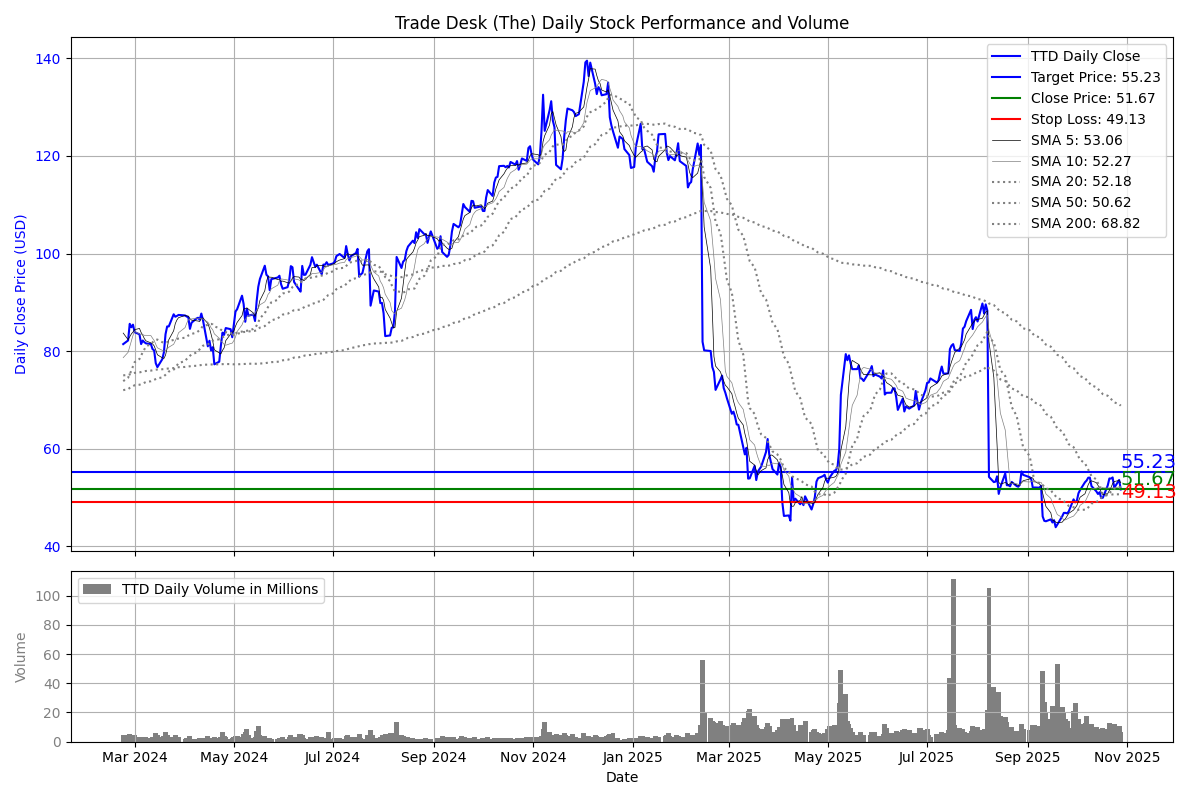 Trade Desk (The) Daily Stock Performance and Volume
Daily Close Price (USD)
140
120
100
80
60
40
TTD Daily Close
Target Price: 55.23
Close Price: 51.67
Stop Loss: 49.13
SMA 5: 53.06
SMA 10: 52.27
SMA 20: 52.18
SMA 50: 50.62
SMA 200: 68.82
55.23
51.67
49.13
TTD Daily Volume in Millions
Volume
100
80
60
40
20
0
Mar 2024 May 2024 Jul 2024 Sep 2024 Nov 2024 Jan 2025 Mar 2025 May 2025 Jul 2025 Sep 2025 Nov 2025
Date